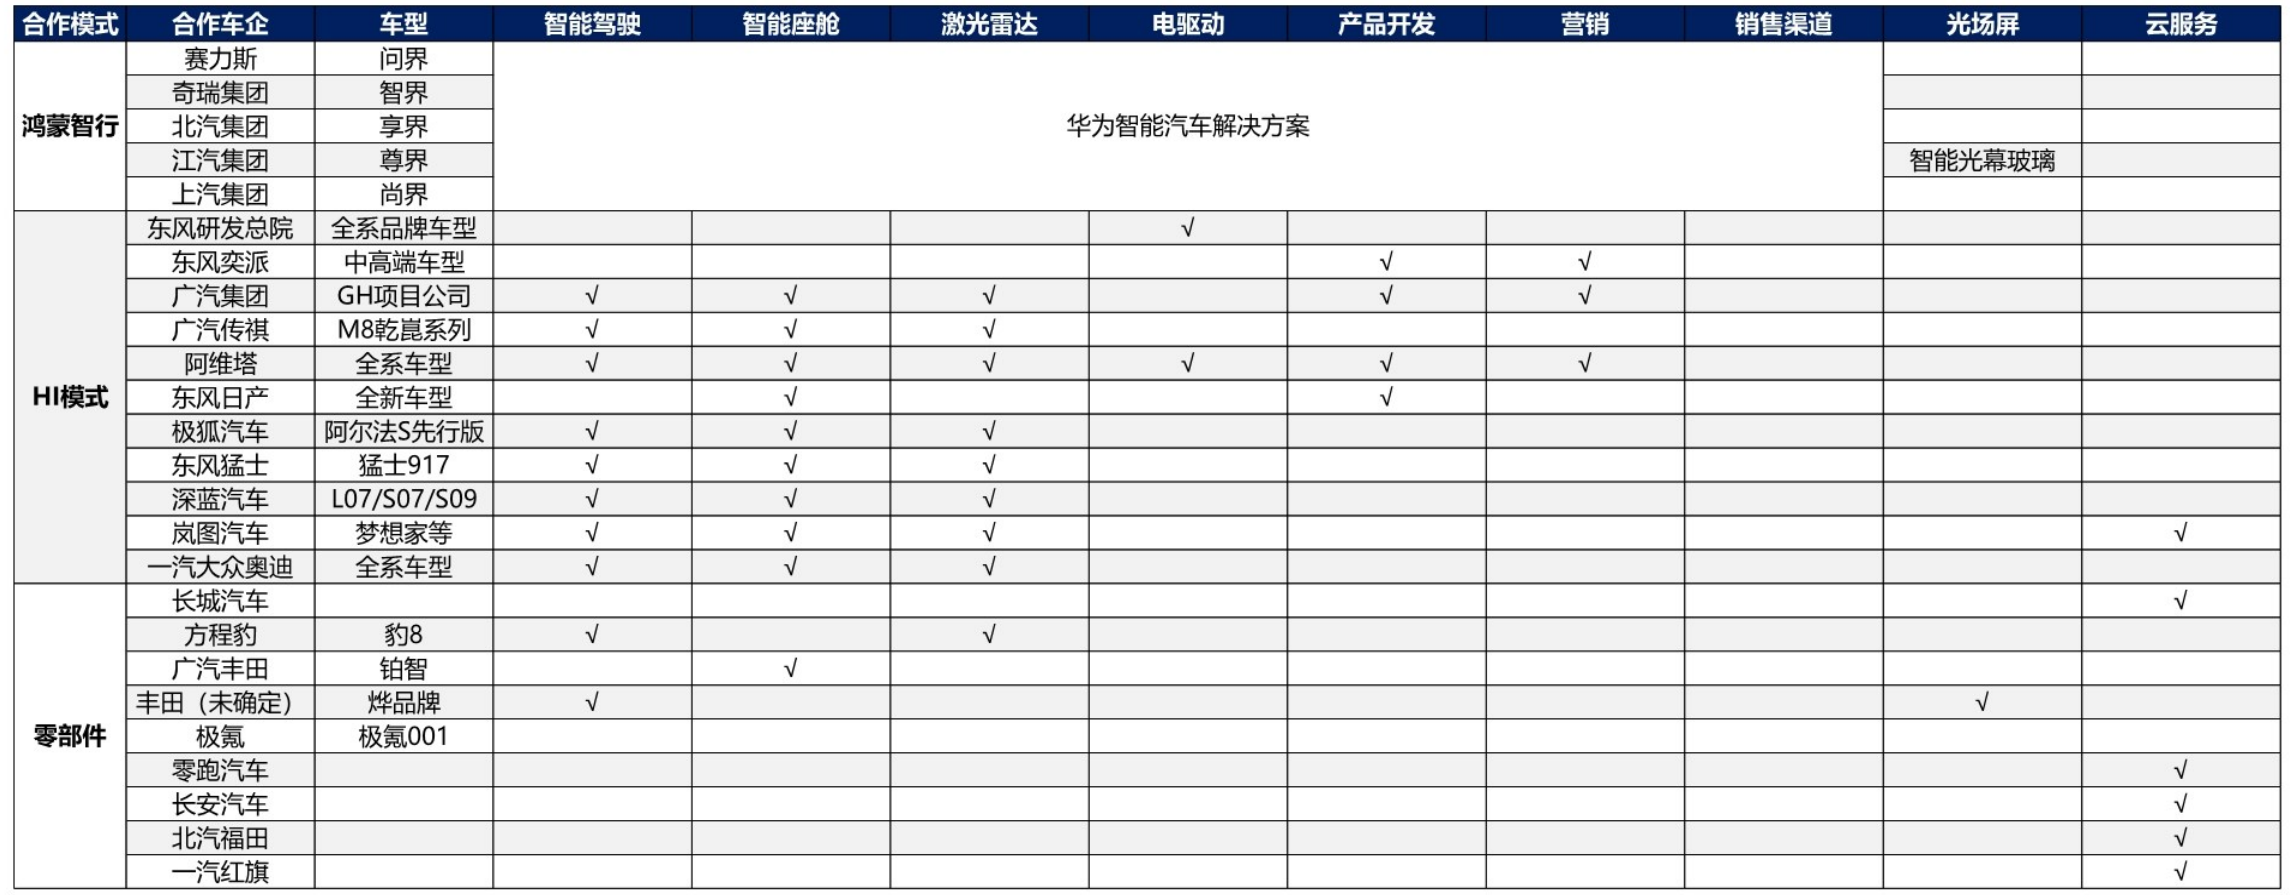 合作模式 合作车企 车型 智能驾驶 智能座舱 激光雷达 电驱动 产品开发 营销 销售渠道 光场屏 云服务
赛力斯 问界
奇瑞集团 智界
鸿蒙智行 北汽集团 享界 华为智能汽车解决方案
江汽集团 尊界 智能光幕玻璃
上汽集团 尚界
东风研发总院 全系品牌车型 √
东风奕派 中高端车型 √ √
广汽集团 GH项目公司 √ √ √ √ √
广汽传祺 M8乾崑系列 √ √ √
阿维塔 全系车型 √ √ √ √ √ √
HI模式 东风日产 全新车型 √ √
极狐汽车 阿尔法S先行版 √ √ √
东风猛士 猛士917 √ √ √
深蓝汽车 L07/S07/S09 √ √ √
岚图汽车 梦想家等 √ √ √ √
一汽大众奥迪 全系车型 √ √ √
长城汽车 √
方程豹 豹8 √ √
广汽丰田 铂智 √
丰田（未确定） 烨品牌 √ √
零部件 极氪 极氪001
零跑汽车 √
长安汽车 √
北汽福田 √
一汽红旗 √